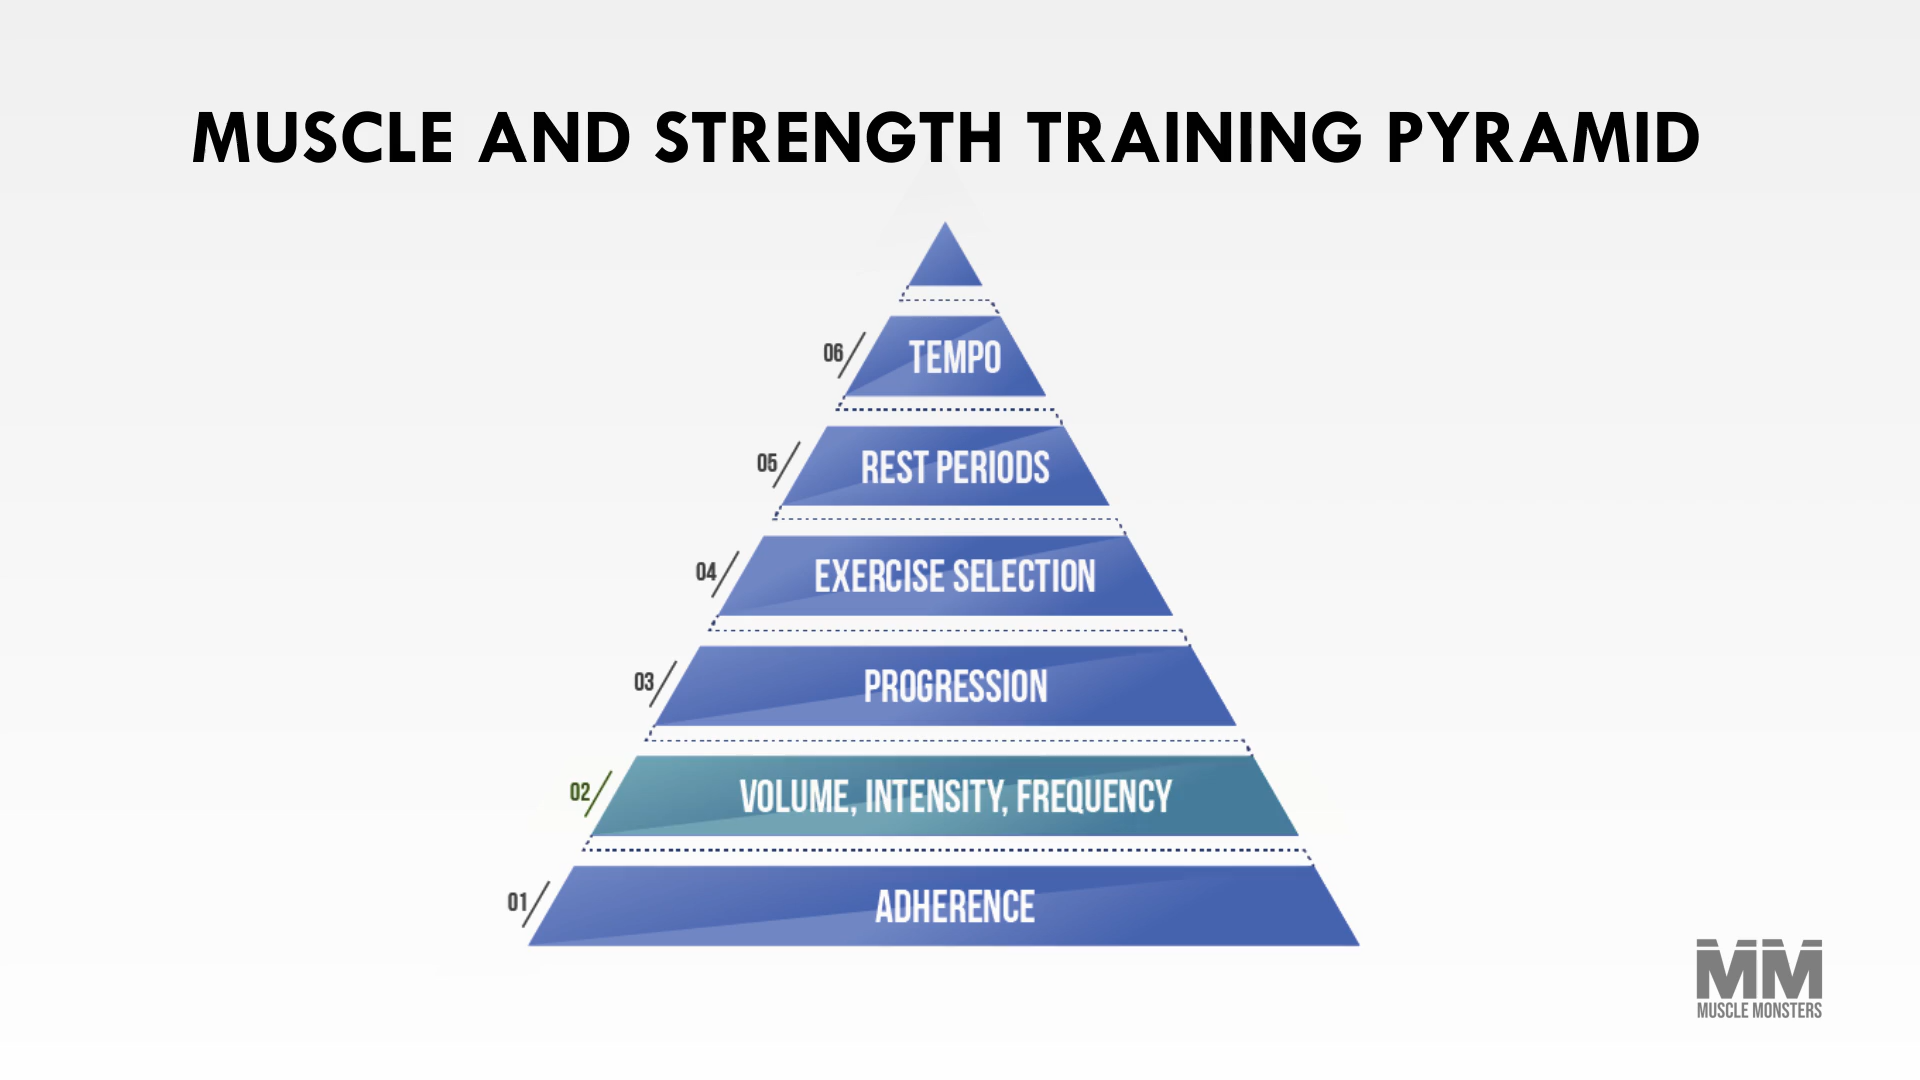 MUSCLE AND STRENGTH TRAINING PYRAMID
06 TEMPO
05 REST PERIODS
04 EXERCISE SELECTION
03 PROGRESSION
02 VOLUME, INTENSITY, FREQUENCY
01 ADHERENCE
MM
MUSCLE MONSTERS